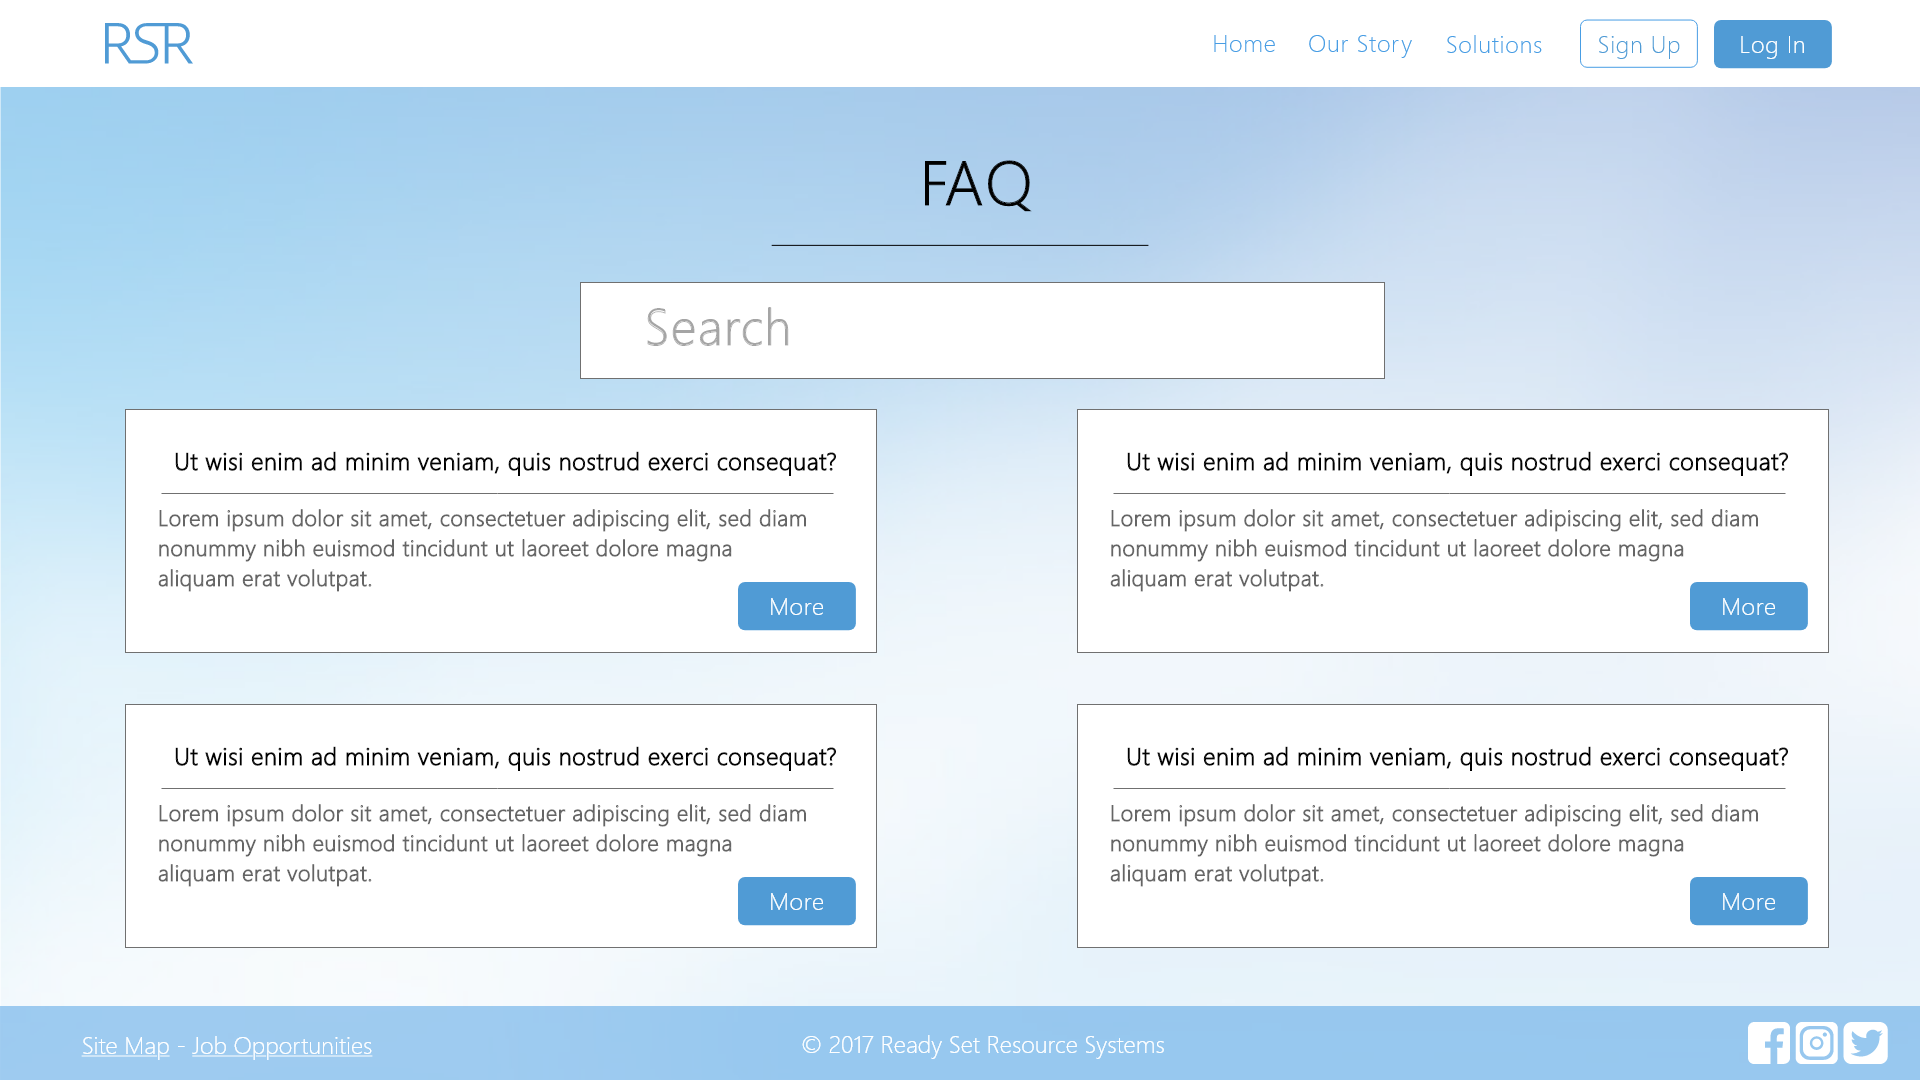 RSR
Home Our Story Solutions Sign Up Log In
FAQ
Search
Ut wisi enim ad minim veniam, quis nostrud exerci consequat?
Lorem ipsum dolor sit amet, consectetuer adipiscing elit, sed diam
nonummy nibh euismod tincidunt ut laoreet dolore magna
aliquam erat volutpat.
More
Ut wisi enim ad minim veniam, quis nostrud exerci consequat?
Lorem ipsum dolor sit amet, consectetuer adipiscing elit, sed diam
nonummy nibh euismod tincidunt ut laoreet dolore magna
aliquam erat volutpat.
More
Ut wisi enim ad minim veniam, quis nostrud exerci consequat?
Lorem ipsum dolor sit amet, consectetuer adipiscing elit, sed diam
nonummy nibh euismod tincidunt ut laoreet dolore magna
aliquam erat volutpat.
More
Ut wisi enim ad minim veniam, quis nostrud exerci consequat?
Lorem ipsum dolor sit amet, consectetuer adipiscing elit, sed diam
nonummy nibh euismod tincidunt ut laoreet dolore magna
aliquam erat volutpat.
More
Site Map - Job Opportunities
© 2017 Ready Set Resource Systems